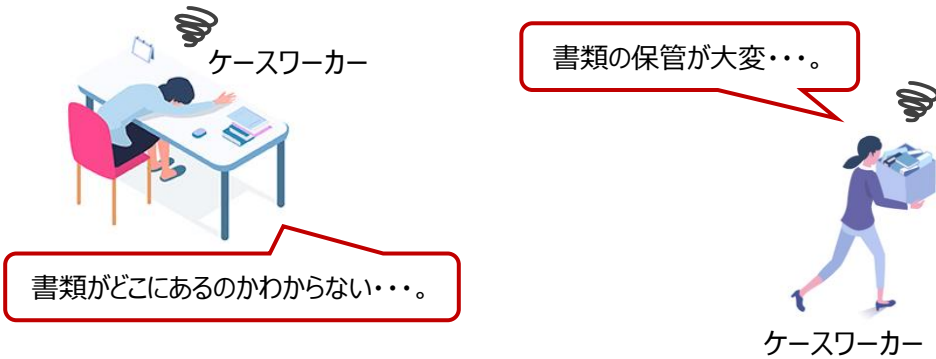 ケースワーカー
書類の保管が大変・・・。
書類がどこにあるのかわからない・・・。
ケースワーカー